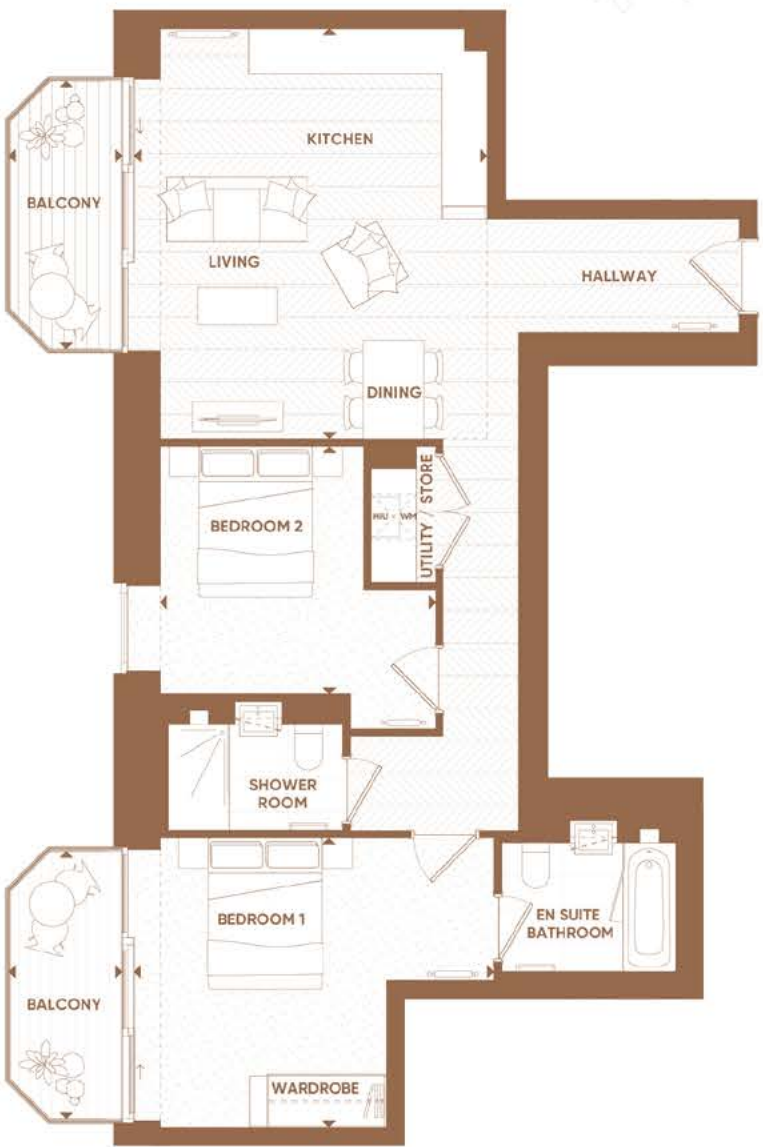 KITCHEN
BALCONY
LIVING
HALLWAY
DINING
UTILITY / STORE
HIU
WM
BEDROOM 2
SHOWER
ROOM
BEDROOM 1
EN SUITE
BATHROOM
BALCONY
WARDROBE